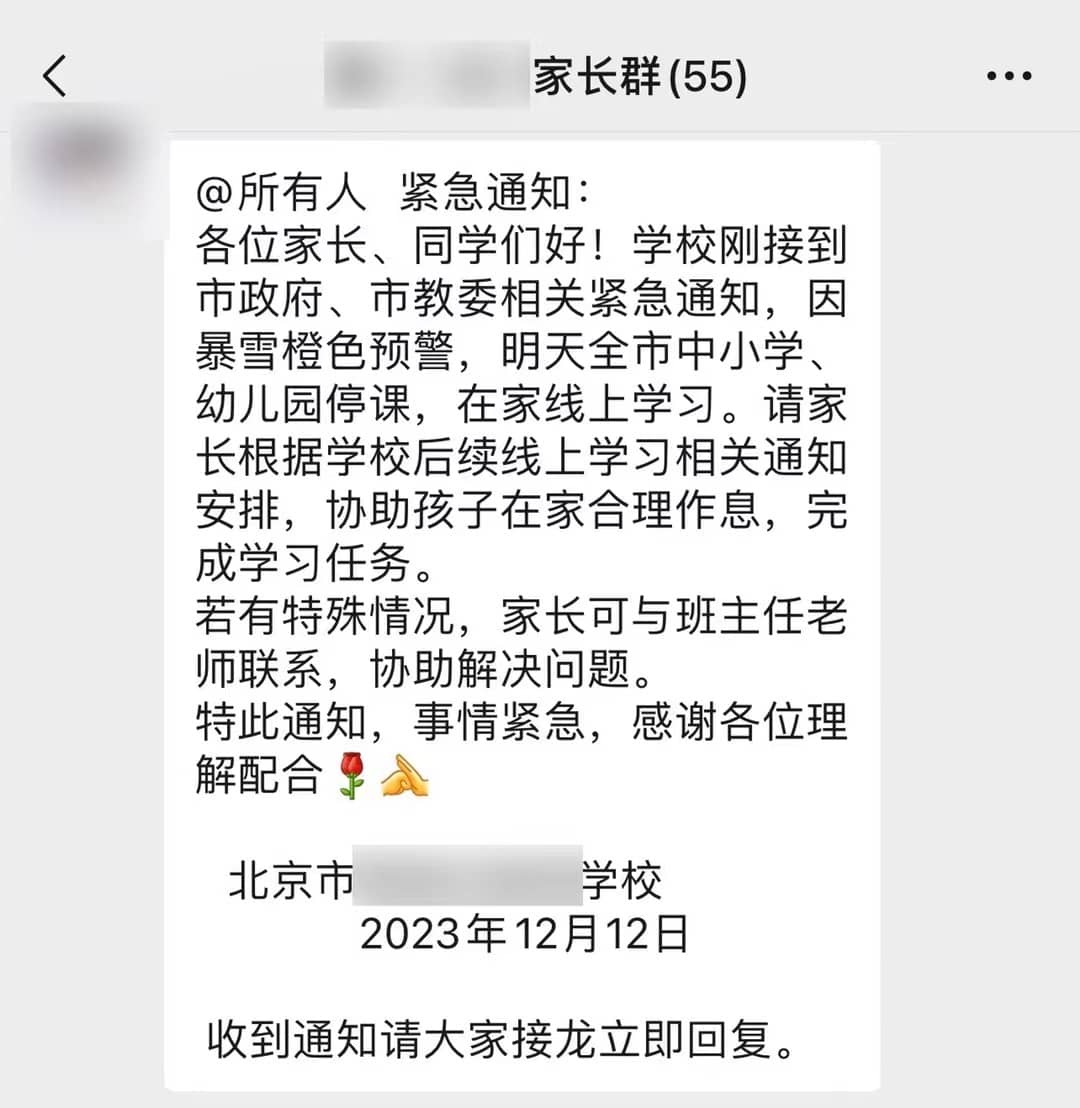 家长群(55)
@所有人 紧急通知：
各位家长、同学们好！学校刚接到
市政府、市教委相关紧急通知，因
暴雪橙色预警，明天全市中小学、
幼儿园停课，在家线上学习。请家
长根据学校后续线上学习相关通知
安排，协助孩子在家合理作息，完
成学习任务。
若有特殊情况，家长可与班主任老
师联系，协助解决问题。
特此通知，事情紧急，感谢各位理
解配合🌹🫱
北京市
学校
2023年12月12日
收到通知请大家接龙立即回复。